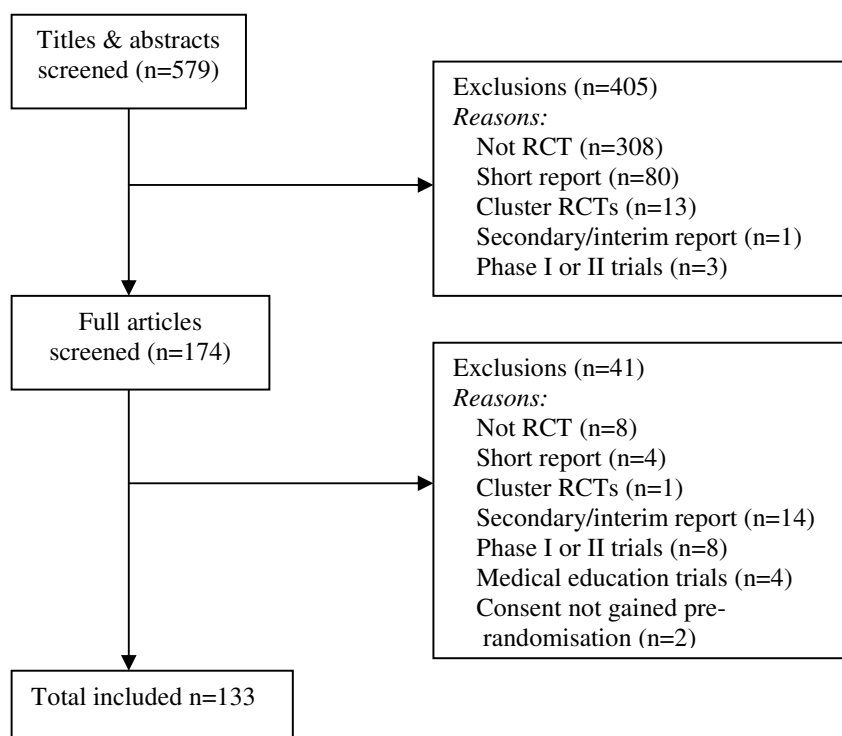 Titles & abstracts
screened (n=579)
Exclusions (n=405)
Reasons:
Not RCT (n=308)
Short report (n=80)
Cluster RCTs (n=13)
Secondary/interim report (n=1)
Phase I or II trials (n=3)
Full articles
screened (n=174)
Exclusions (n=41)
Reasons:
Not RCT (n=8)
Short report (n=4)
Cluster RCTs (n=1)
Secondary/interim report (n=14)
Phase I or II trials (n=8)
Medical education trials (n=4)
Consent not gained pre-
randomisation (n=2)
Total included n=133